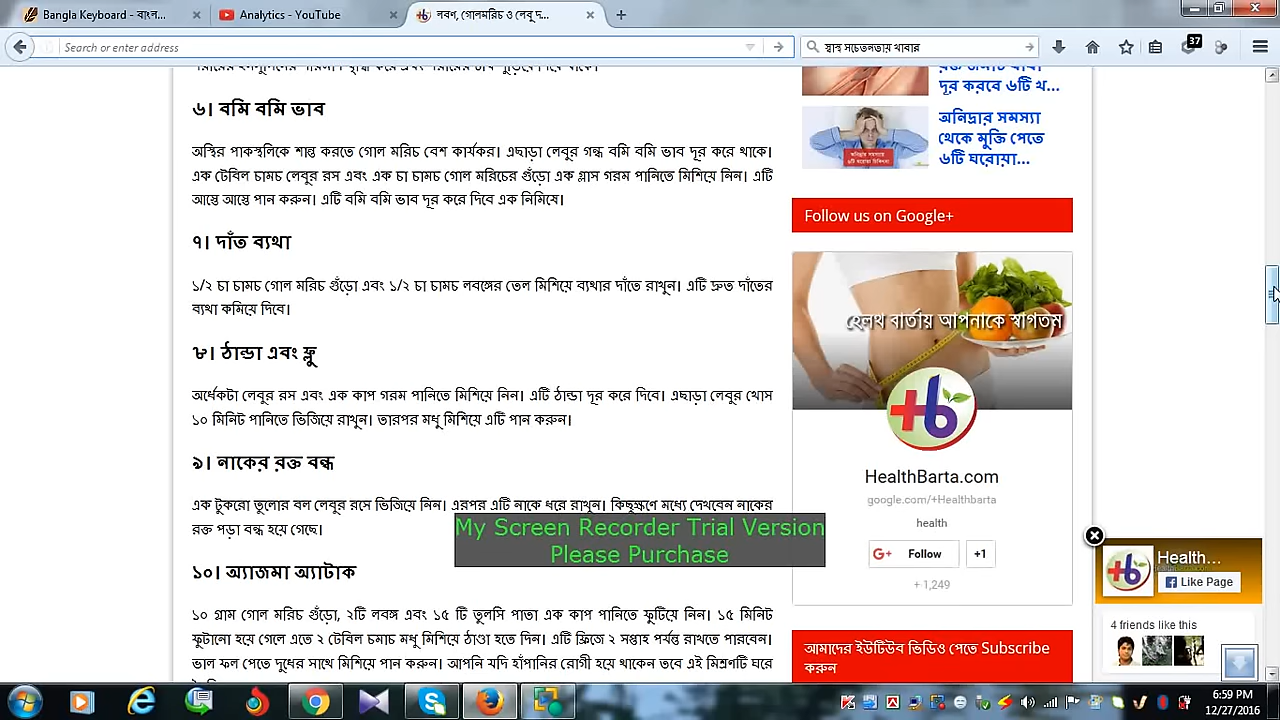 Bangla Keyboard - বাংল...
Analytics - YouTube
লবণ, গোলমরিচ ও লেবু দ...
Search or enter address
স্বাস্থ্য সচেতনতায় খাবার
37
৬। বমি বমি ভাব
অস্থির পাকস্থলিকে শান্ত করতে গোল মরিচ বেশ কার্যকর। এছাড়া লেবুর গন্ধ বমি বমি ভাব দূর করে থাকে।
এক টেবিল চামচ লেবুর রস এবং এক চা চামচ গোল মরিচের গুঁড়ো এক গ্লাস গরম পানিতে মিশিয়ে নিন। এটি
আস্তে আস্তে পান করুন। এটি বমি বমি ভাব দূর করে দিবে এক নিমিষে।
৭। দাঁত ব্যথা
১/২ চা চামচ গোল মরিচ গুঁড়ো এবং ১/২ চা চামচ লবঙ্গের তেল মিশিয়ে ব্যথার দাঁতে রাখুন। এটি দ্রুত দাঁতের
ব্যথা কমিয়ে দিবে।
৮। ঠান্ডা এবং ফ্লু
অর্ধেকটা লেবুর রস এবং এক কাপ গরম পানিতে মিশিয়ে নিন। এটি ঠান্ডা দূর করে দিবে। এছাড়া লেবুর খোস
১০ মিনিট পানিতে ভিজিয়ে রাখুন। তারপর মধু মিশিয়ে এটি পান করুন।
৯। নাকের রক্ত বন্ধ
এক টুকরো তূলোর বল লেবুর রসে ভিজিয়ে নিন। এরপর এটি নাকে ধরে রাখুন। কিছুক্ষণে মধ্যে দেখবেন নাকের
রক্ত পড়া বন্ধ হয়ে গেছে।
১০। অ্যাজমা অ্যাটাক
১০ গ্রাম গোল মরিচ গুঁড়ো, ২টি লবঙ্গ এবং ১৫ টি তুলসি পাতা এক কাপ পানিতে ফুটিয়ে নিন। ১৫ মিনিট
ফুটানো হয়ে গেলে এতে ২ টেবিল চমাচ মধু মিশিয়ে ঠাণ্ডা হতে দিন। এটি ফ্রিজে ২ সপ্তাহ পর্যন্ত রাখতে পারবেন।
ভাল ফল পেতে দূধের সাথে মিশিয়ে পান করুন। আপনি যদি হাঁপানির রোগী হয়ে থাকেন তবে এই মিশ্রণটি ঘরে
My Screen Recorder Trial Version
Please Purchase
দূর করবে ৬টি খ...
অনিদ্রার সমস্যা
থেকে মুক্তি পেতে
৬টি ঘরোয়া...
Follow us on Google+
হেলথ বার্তায় আপনাকে স্বাগতম
HealthBarta.com
google.com/+Healthbarta
health
Follow
+1
+ 1,249
আমাদের ইউটিউব ভিডিও পেতে Subscribe
করুন
Health...
Like Page
4 friends like this
6:59 PM
12/27/2016